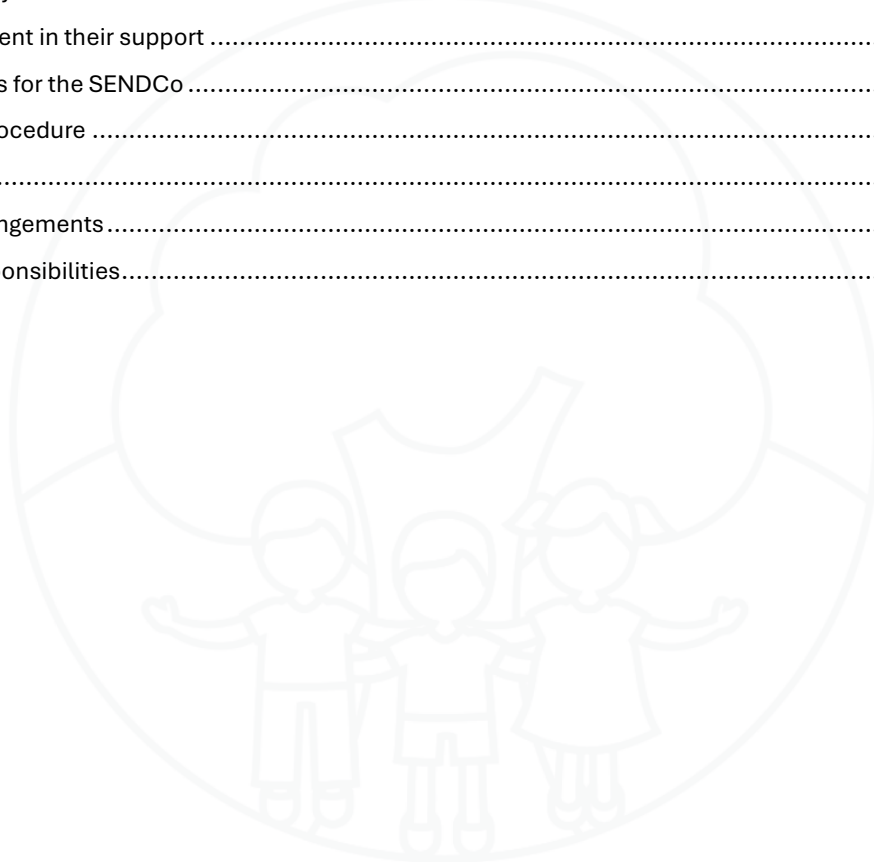 ent in their support ..........................................................................................
s for the SENDCo ..........................................................................................
ocedure ..........................................................................................
..........................................................................................
ngements ..........................................................................................
onsibilities ..........................................................................................